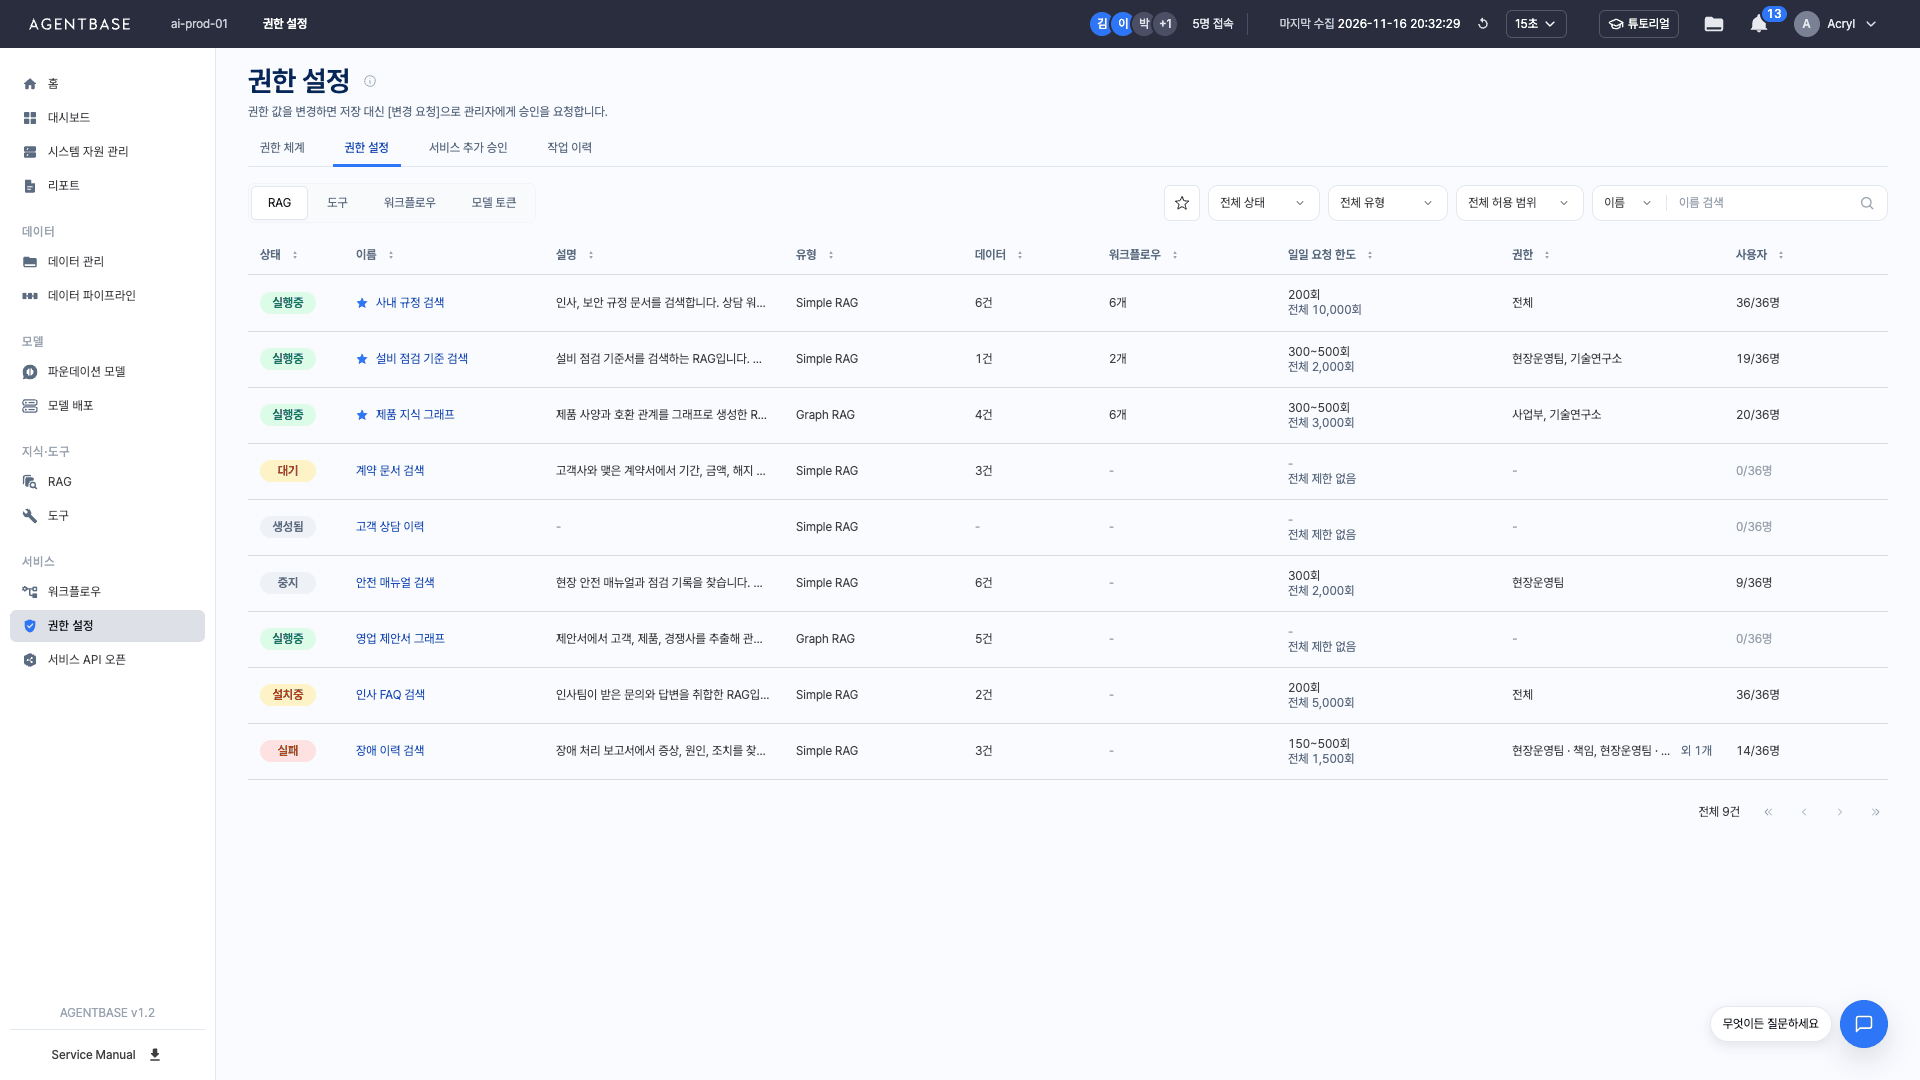 AGENTBASE
ai-prod-01
권한 설정
김 이 박 +1
5명 접속
마지막 수집 2026-11-16 20:32:29
15초
튜토리얼
13
A
Acryl
홈
대시보드
시스템 자원 관리
리포트
데이터
데이터 관리
데이터 파이프라인
모델
파운데이션 모델
모델 배포
지식·도구
RAG
도구
서비스
워크플로우
권한 설정
서비스 API 오픈
AGENTBASE v1.2
Service Manual
권한 설정
권한 값을 변경하면 저장 대신 [변경 요청]으로 관리자에게 승인을 요청합니다.
권한 체계
권한 설정
서비스 추가 승인
작업 이력
RAG
도구
워크플로우
모델 토큰
전체 상태
전체 유형
전체 허용 범위
이름
이름 검색
상태 이름 설명 유형 데이터 워크플로우 일일 요청 한도 권한 사용자
실행중 사내 규정 검색 인사, 보안 규정 문서를 검색합니다. 상담 워... Simple RAG 6건 6개 200회 전체 36/36명
전체 10,000회
실행중 설비 점검 기준 검색 설비 점검 기준서를 검색하는 RAG입니다. ... Simple RAG 1건 2개 300~500회 현장운영팀, 기술연구소 19/36명
전체 2,000회
실행중 제품 지식 그래프 제품 사양과 호환 관계를 그래프로 생성한 R... Graph RAG 4건 6개 300~500회 사업부, 기술연구소 20/36명
전체 3,000회
대기 계약 문서 검색 고객사와 맺은 계약서에서 기간, 금액, 해지 ... Simple RAG 3건 - - - 0/36명
전체 제한 없음
생성됨 고객 상담 이력 - Simple RAG - - - - 0/36명
전체 제한 없음
중지 안전 매뉴얼 검색 현장 안전 매뉴얼과 점검 기록을 찾습니다. ... Simple RAG 6건 - 300회 현장운영팀 9/36명
전체 2,000회
실행중 영업 제안서 그래프 제안서에서 고객, 제품, 경쟁사를 추출해 관... Graph RAG 5건 - - - 0/36명
전체 제한 없음
설치중 인사 FAQ 검색 인사팀이 받은 문의와 답변을 취합한 RAG입... Simple RAG 2건 - 200회 전체 36/36명
전체 5,000회
실패 장애 이력 검색 장애 처리 보고서에서 증상, 원인, 조치를 찾... Simple RAG 3건 - 150~500회 현장운영팀 · 책임, 현장운영팀 · ... 외 1개 14/36명
전체 1,500회
전체 9건
무엇이든 질문하세요